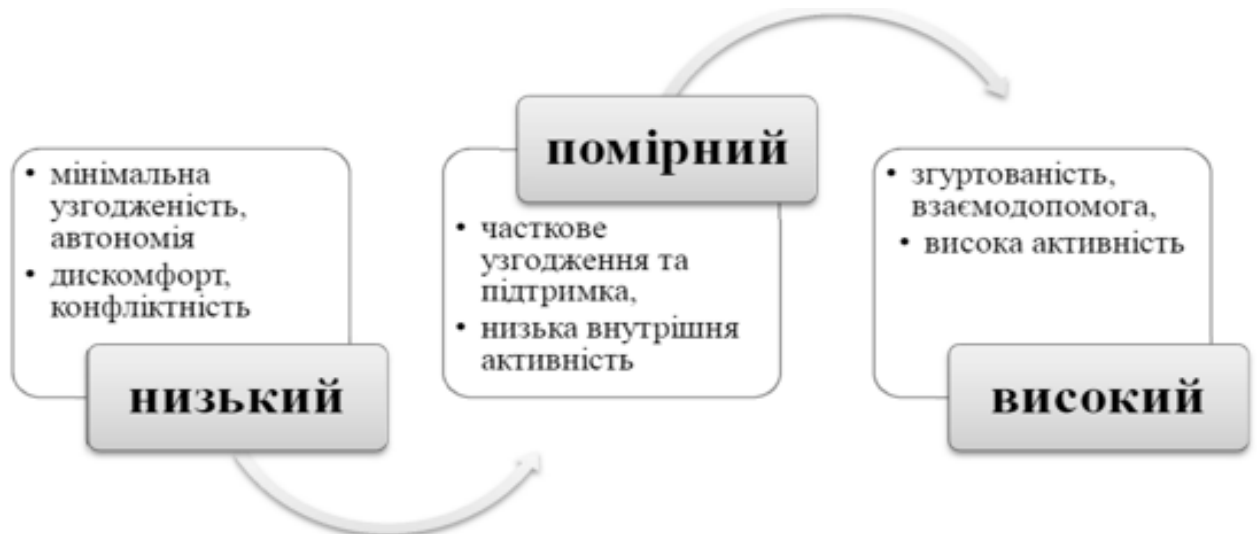 • мінімальна
узгодженість,
автономія
• дискомфорт,
конфліктність
низький
помірний
• часткове
узгодження та
підтримка,
• низька внутрішня
активність
• згуртованість,
взаємодопомога,
• висока активність
високий